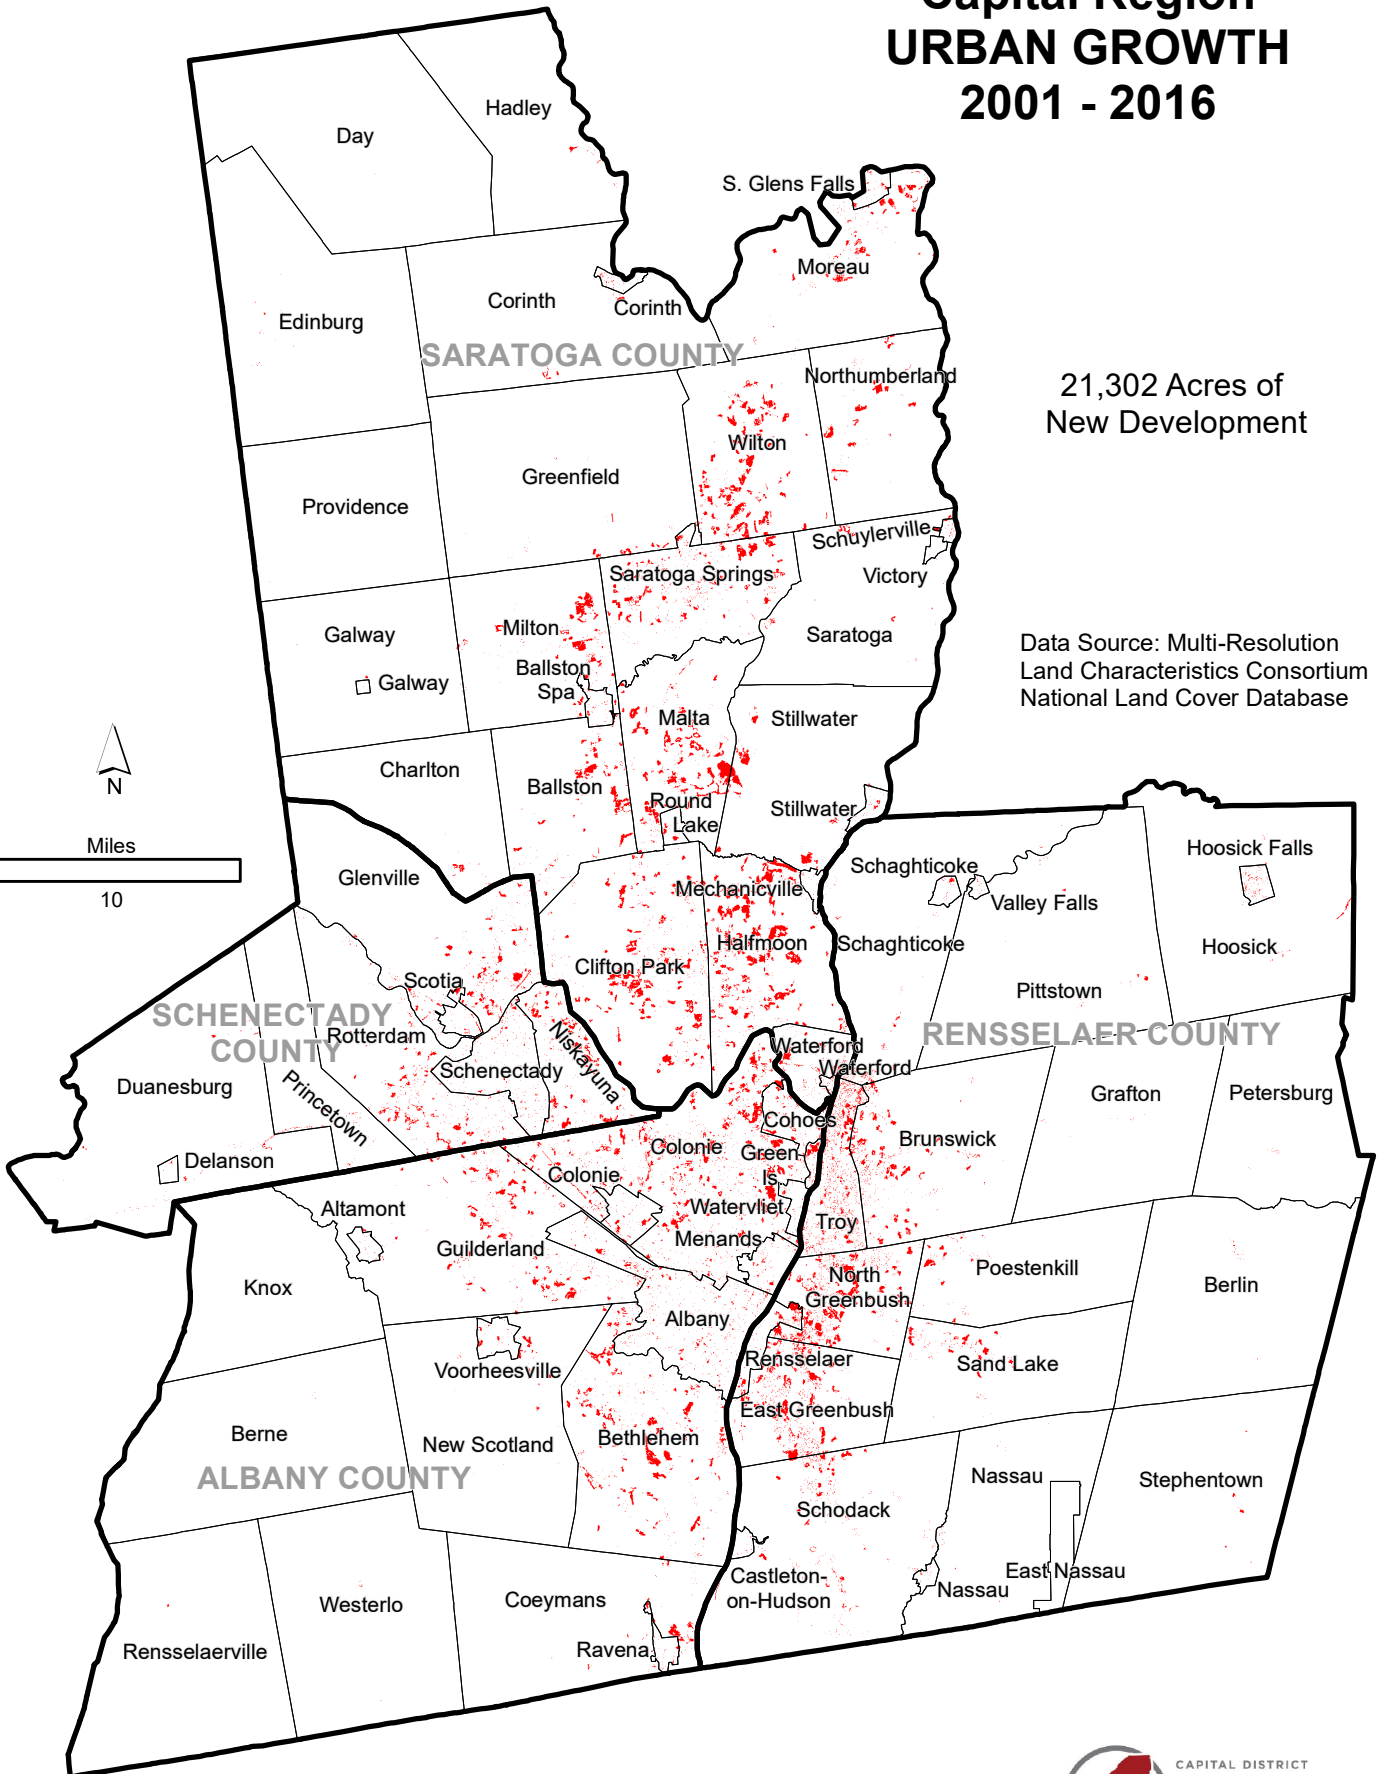 Capital Region
URBAN GROWTH
2001 - 2016
Hadley
Day
S. Glens Falls
Moreau
Corinth
Corinth
Edinburg
SARATOGA COUNTY
Northumberland
21,302 Acres of
New Development
Wilton
Greenfield
Providence
Schuylerville
Victory
Saratoga Springs
Milton
Galway
Saratoga
Data Source: Multi-Resolution
Land Characteristics Consortium
National Land Cover Database
Ballston
Spa
Galway
Malta
Stillwater
Charlton
N
Ballston
Round
Lake
Stillwater
Miles
10
Glenville
Mechanicville
Schaghticoke
Hoosick Falls
Valley Falls
Halfmoon
Schaghticoke
Hoosick
Clifton Park
Scotia
Pittstown
SCHENECTADY
COUNTY
Rotterdam
RENSSELAER COUNTY
Niskayuna
Waterford
Waterford
Schenectady
Duanesburg
Princetown
Grafton
Petersburg
Cohoes
Brunswick
Colonie
Green
Is.
Delanson
Colonie
Altamont
Watervliet
Troy
Menands
Guilderland
Poestenkill
North
Greenbush
Knox
Berlin
Albany
Rensselaer
Sand Lake
Voorheesville
East Greenbush
Berne
New Scotland
Bethlehem
ALBANY COUNTY
Nassau
Stephentown
Schodack
East Nassau
Castleton-
on-Hudson
Nassau
Westerlo
Coeymans
Rensselaerville
Ravena
CAPITAL DISTRICT